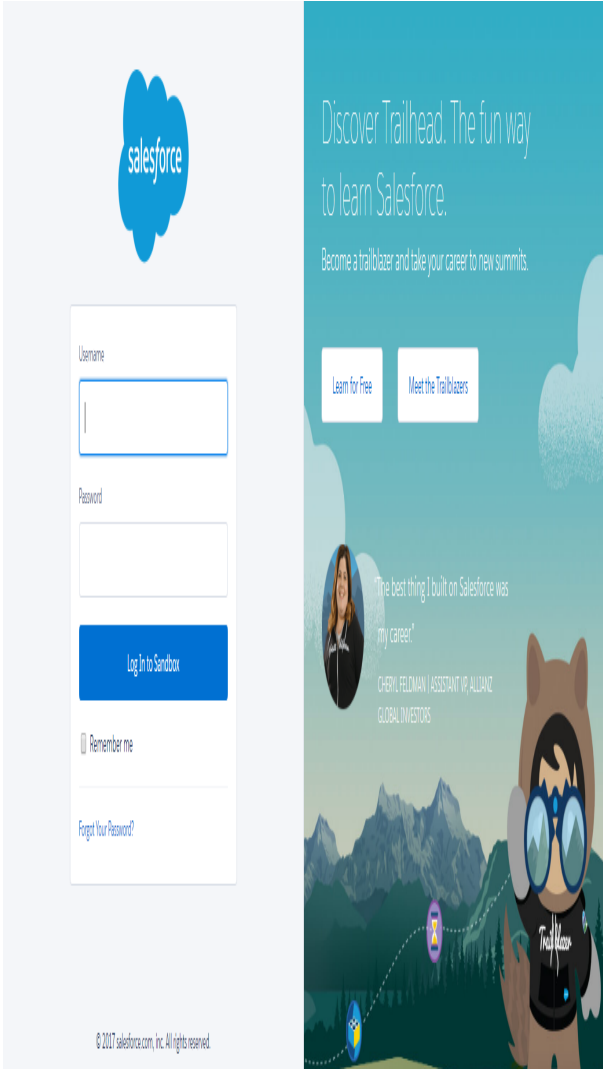 salesforce
Username
Password
Log In to Sandbox
Remember me
Forgot Your Password?
© 2017 salesforce.com, inc. All rights reserved.
Discover Trailhead. The fun way
to learn Salesforce.
Become a trailblazer and take your career to new summits.
Learn for Free
Meet the Trailblazers
"The best thing I built on Salesforce was
my career."
CHERYL FELDMAN | ASSISTANT VP, ALLIANZ
GLOBAL INVESTORS
Trailblazer